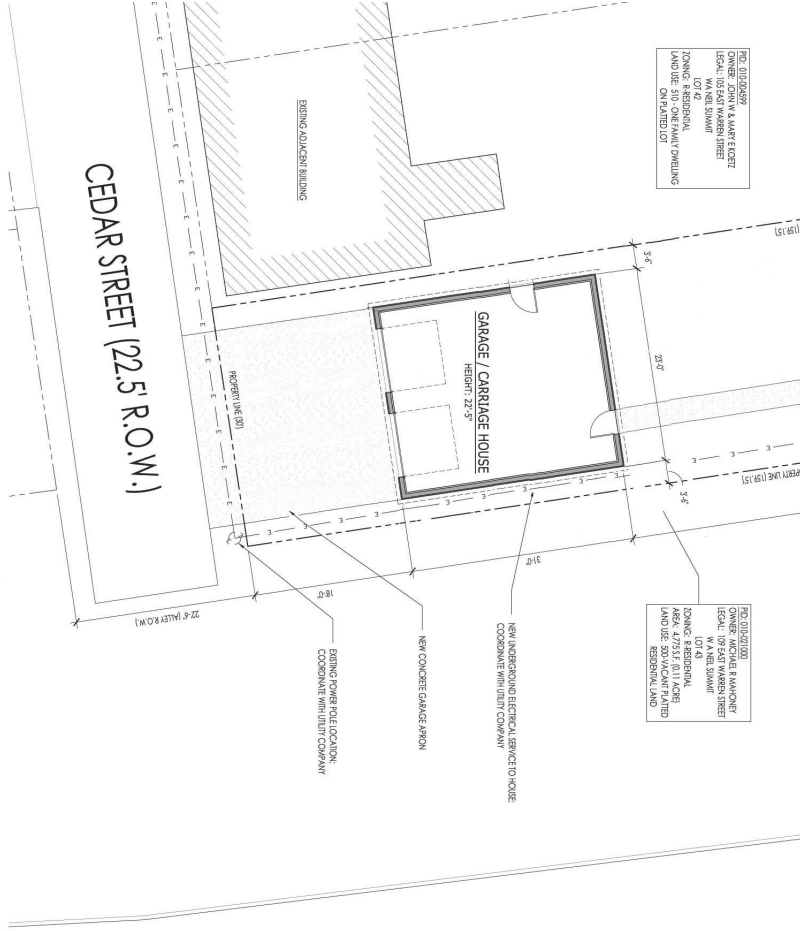 PID: 010-004599
OWNER: JOHN W & MARY E KOETZ
LEGAL: 105 EAST WARREN STREET
WA NEIL SUMMIT
LOT 42
ZONING: R-RESIDENTIAL
LAND USE: 510 - ONE FAMILY DWELLING
ON PLATTED LOT
(159.15')
3'-6"
23'-0"
3'-6"
PERTY LINE (159.15')
PID: 010-021000
OWNER: MICHAEL R MAHONEY
LEGAL: 109 EAST WARREN STREET
W A NEIL SUMMIT
LOT 43
ZONING: R-RESIDENTIAL
AREA: 4,775 S.F. (0.11 ACRE)
LAND USE: 500-VACANT PLATTED
RESIDENTIAL LAND
EXISTING ADJACENT BUILDING
GARAGE / CARRIAGE HOUSE
HEIGHT: 22'-5"
31'-0"
NEW UNDERGROUND ELECTRICAL SERVICE TO HOUSE;
COORDINATE WITH UTILITY COMPANY
NEW CONCRETE GARAGE APRON
PROPERTY LINE (30')
18'-0"
EXISTING POWER POLE LOCATION;
COORDINATE WITH UTILITY COMPANY
CEDAR STREET (22.5' R.O.W.)
22'-6" (ALLEY R.O.W.)
E E E E E E E E E
E E E E E E E E E
E E E